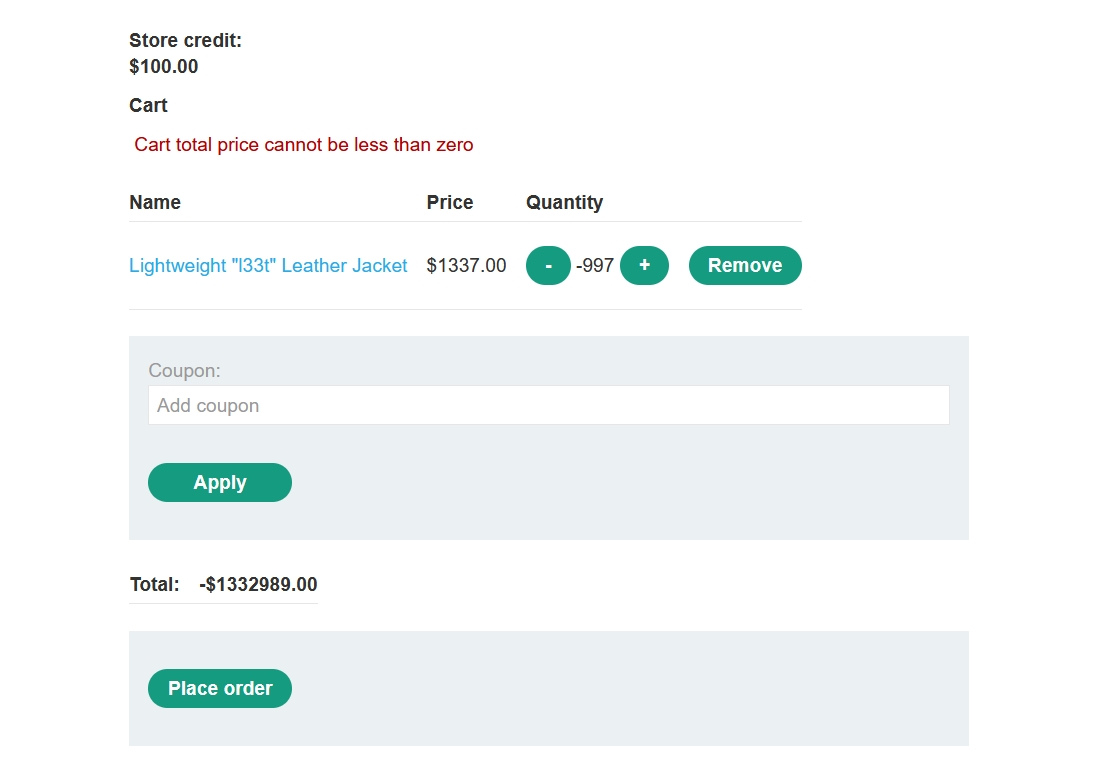 Store credit:
$100.00
Cart
Cart total price cannot be less than zero
Name Price Quantity
Lightweight "l33t" Leather Jacket $1337.00 - -997 + Remove
Coupon:
Add coupon
Apply
Total: -$1332989.00
Place order